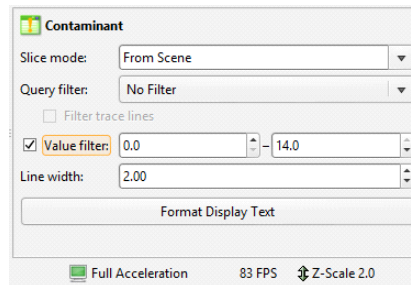 Contaminant
Slice mode: From Scene
Query filter: No Filter
Filter trace lines
Value filter: 0.0 – 14.0
Line width: 2.00
Format Display Text
Full Acceleration 83 FPS Z-Scale 2.0